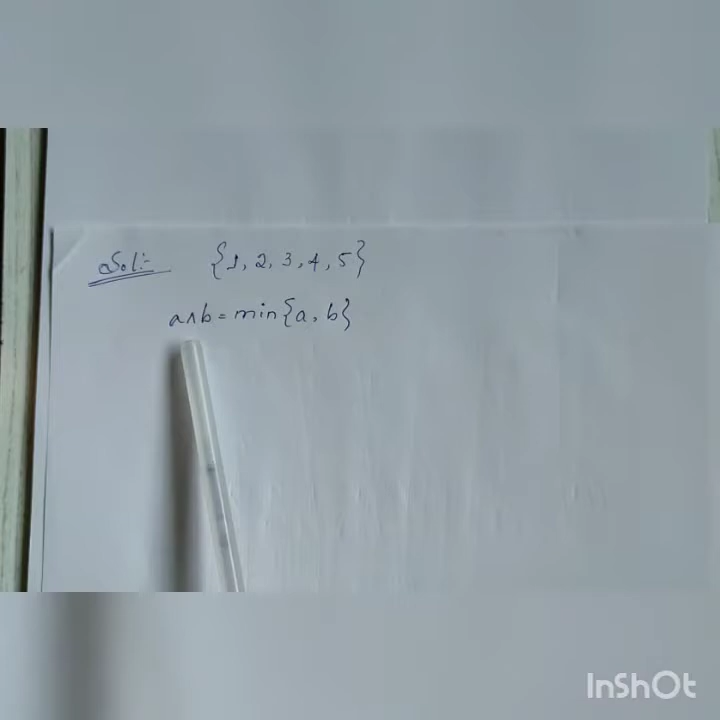 Sol:-
{1, 2, 3, 4, 5}
a∧b = min{a, b}
InShOt